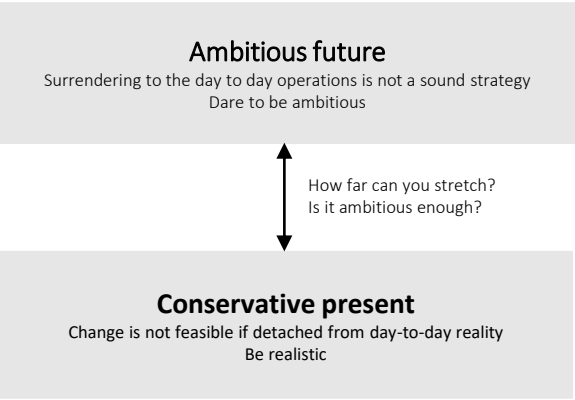 Ambitious future
Surrendering to the day to day operations is not a sound strategy
Dare to be ambitious
How far can you stretch?
Is it ambitious enough?
Conservative present
Change is not feasible if detached from day-to-day reality
Be realistic